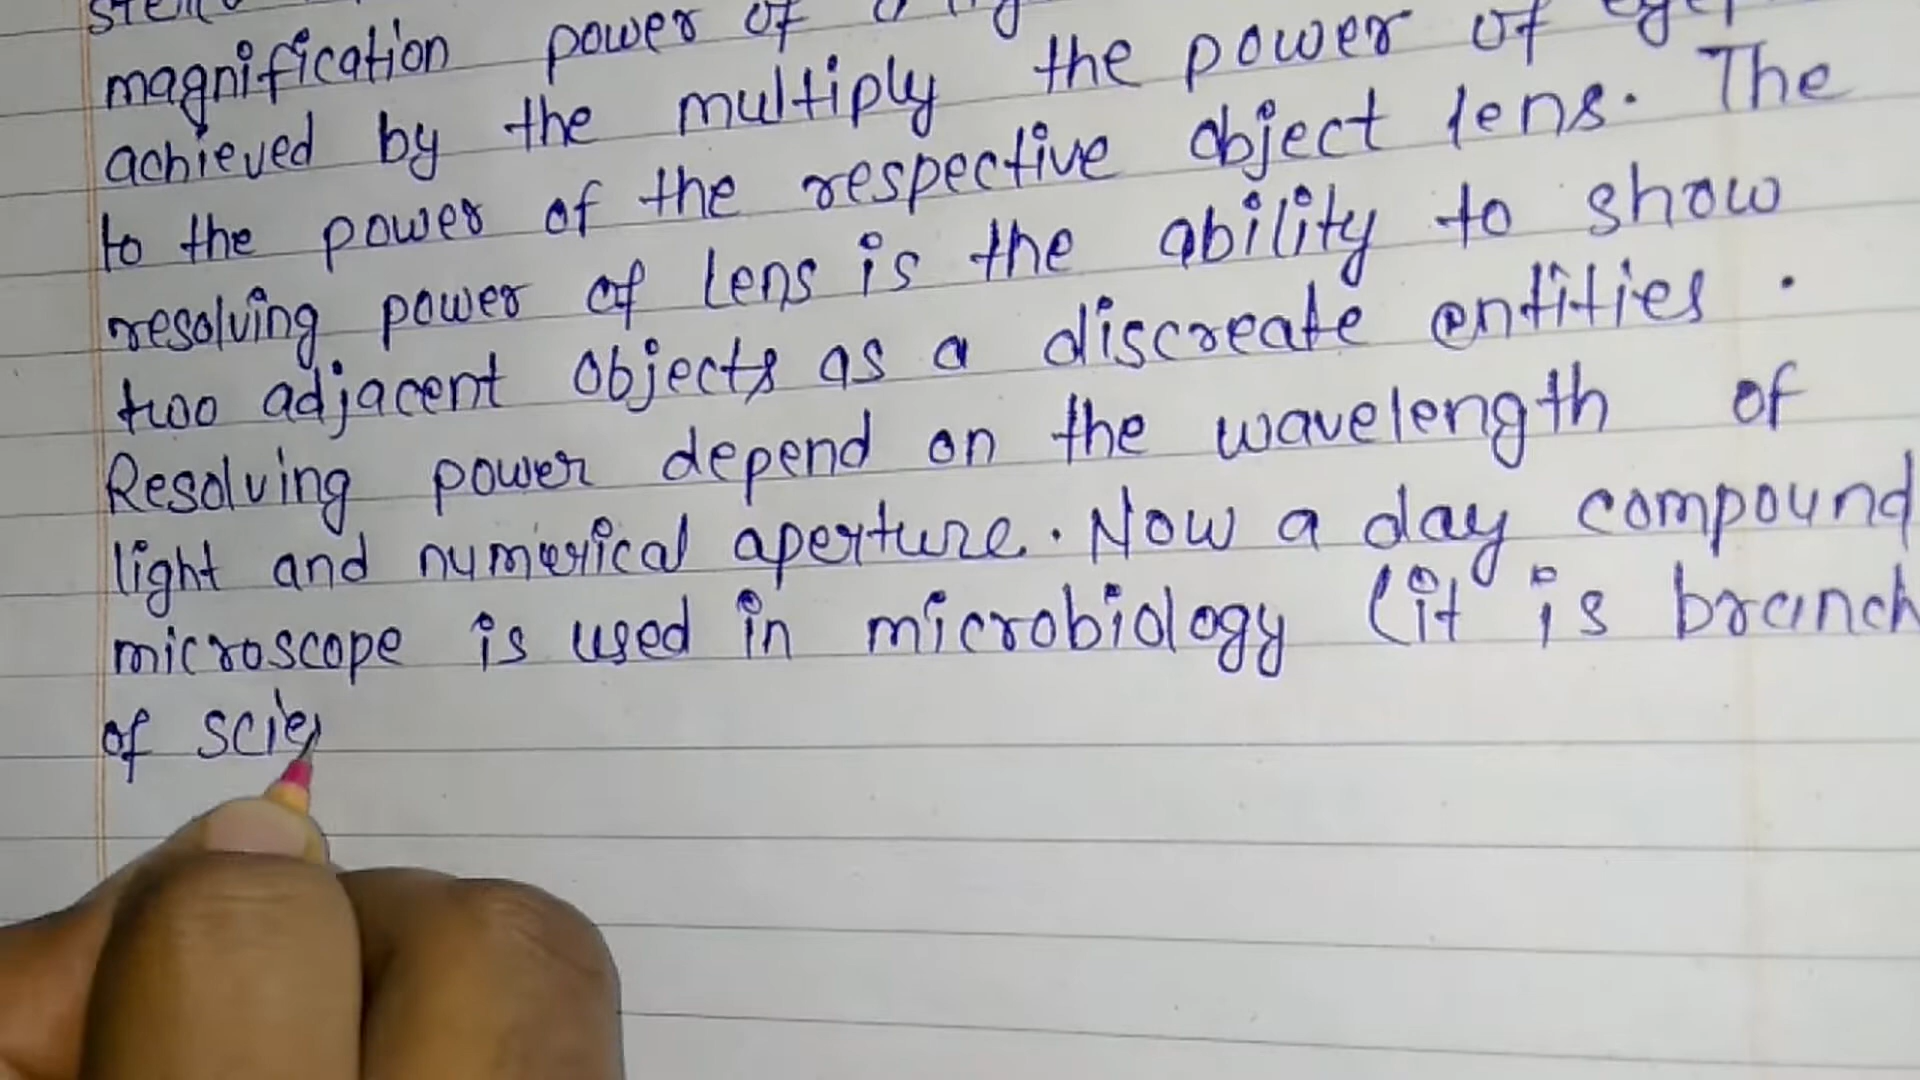 magnification power of
achieved by the multiply the power of
to the power of the respective object lens. The
resolving power of lens is the ability to show
two adjacent objects as a discreate entities .
Resolving power depend on the wavelength of
light and numerical aperture. Now a day compound
microscope is used in microbiology (it is branch
of scie